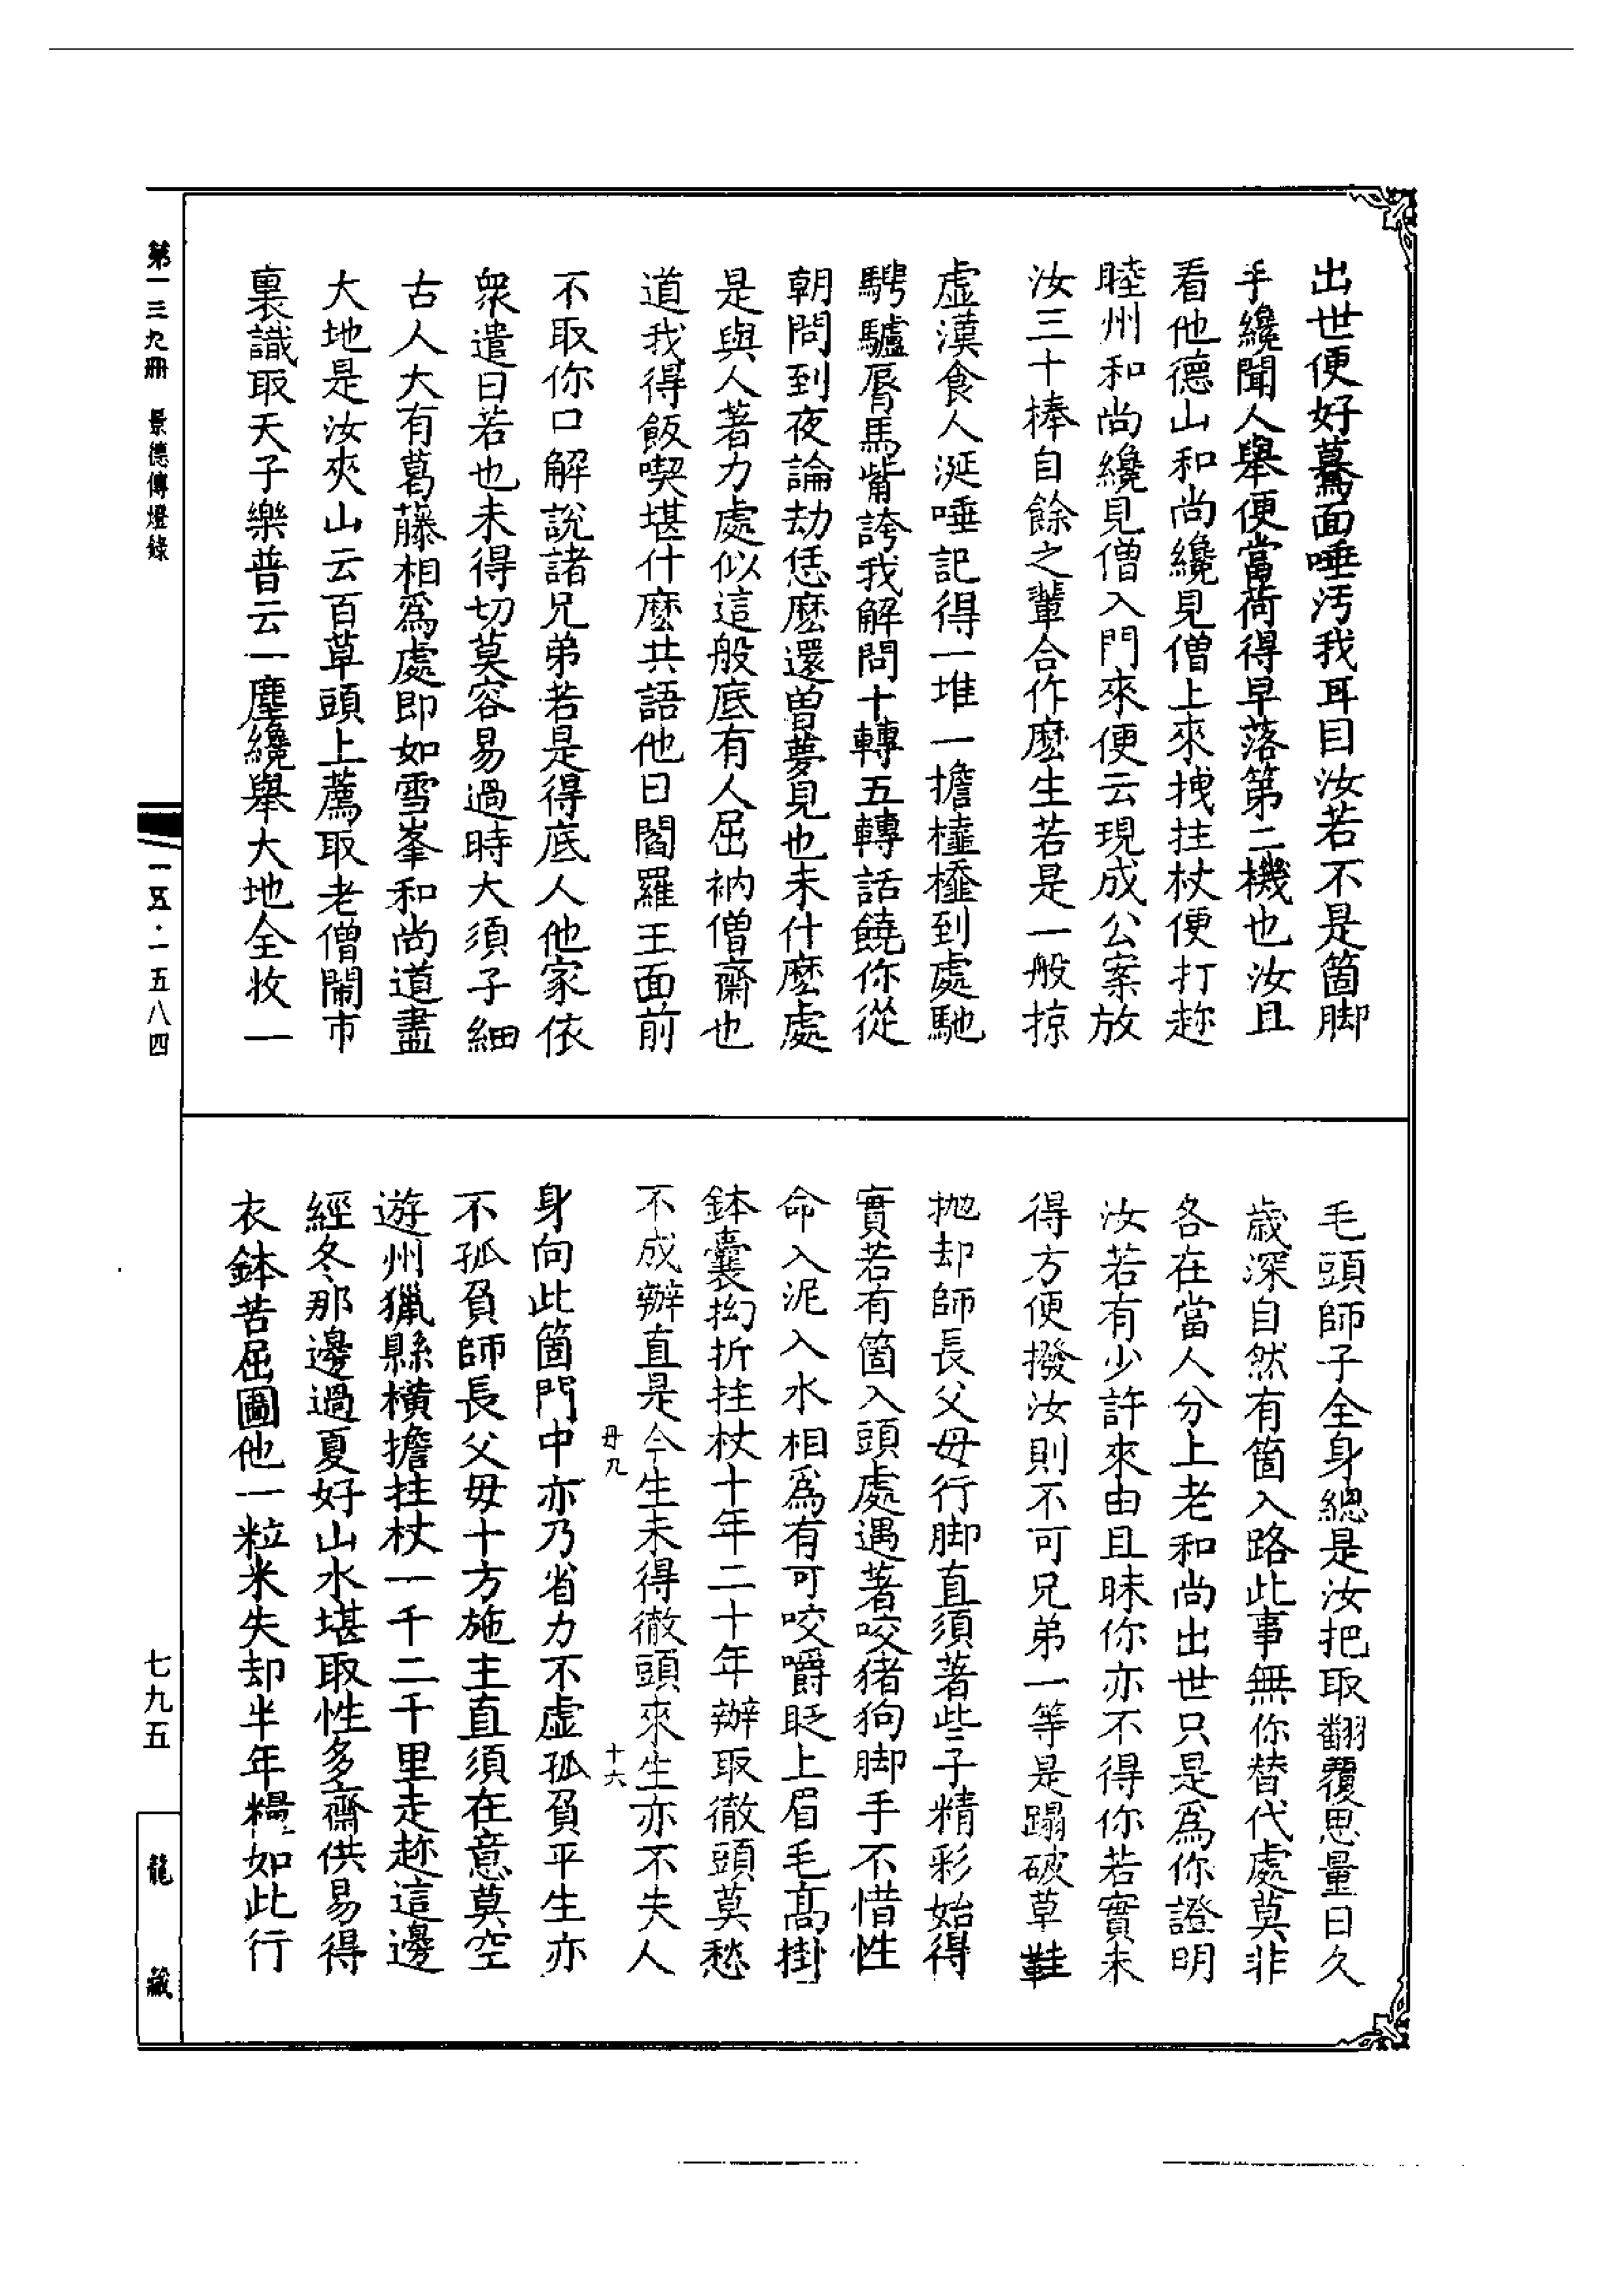 出世便好驀面唾汚我耳目汝若不是箇脚
手纔聞人舉便當荷得早落第二機也汝且
看他德山和尚纔見僧上來拽拄杖便打趂
睦州和尚纔見僧入門來便云現成公案放
汝三十棒自餘之輩合作麽生若是一般掠
虛漢食人涎唾記得一堆一擔榼𣜂到處馳
騁驢脣馬嘴誇我解問十轉五轉話饒你從
朝問到夜論劫恁麽還曾夢見也未什麽處
是與人著力處似這般底有人屈衲僧齋也
道我得飯喫堪什麽共語他日閻羅王面前
不取你口解說諸兄弟若是得底人他家依
衆遣日若也未得切莫容易過時大須子細
古人大有葛藤相爲處即如雪峯和尚道盡
大地是汝夾山云百草頭上薦取老僧鬧市
裏識取天子樂普云一塵纔舉大地全收一
毛頭師子全身總是汝把取翻覆思量日久
歲深自然有箇入路此事無你替代處莫非
各在當人分上老和尚出世只是爲你證明
汝若有少許來由且昧你亦不得你若實未
得方便撥汝則不可兄弟一等是蹋破草鞋
抛却師長父母行脚直須著些子精彩始得
實若有箇入頭處遇著咬猪狗脚手不惜性
命入泥入水相爲有可咬嚼眨上眉毛高掛
鉢囊拗折拄杖十年二十年辦取徹頭莫愁
不成辦直是今生未得徹頭來生亦不失人
毋九
十六
身向此箇門中亦乃省力不虛孤負平生亦
不孤負師長父母十方施主直須在意莫空
遊州獵縣橫擔拄杖一千二千里走趂這邊
經冬那邊過夏好山水堪取性多齋供易得
衣鉢苦屈圖他一粒米失却半年糧如此行
第一三九冊　景德傳燈錄
一五·一五八四
七九五
龍藏